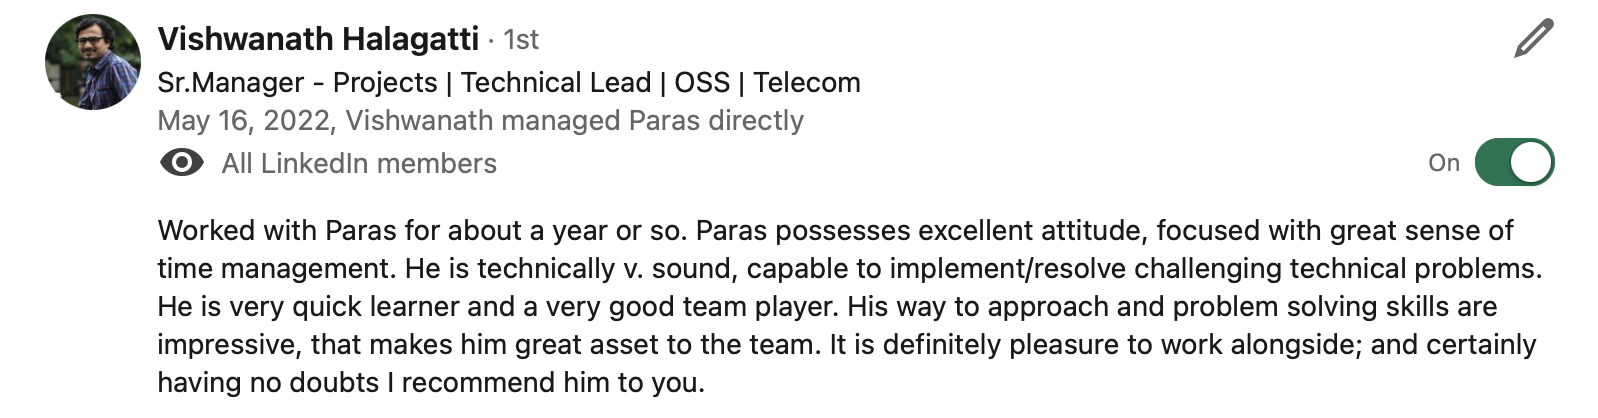 Vishwanath Halagatti · 1st
Sr.Manager - Projects | Technical Lead | OSS | Telecom
May 16, 2022, Vishwanath managed Paras directly
All LinkedIn members
On
Worked with Paras for about a year or so. Paras possesses excellent attitude, focused with great sense of
time management. He is technically v. sound, capable to implement/resolve challenging technical problems.
He is very quick learner and a very good team player. His way to approach and problem solving skills are
impressive, that makes him great asset to the team. It is definitely pleasure to work alongside; and certainly
having no doubts I recommend him to you.